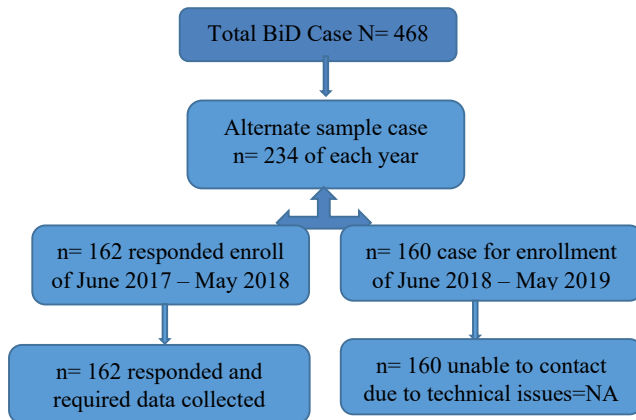 Total BiD Case N= 468
Alternate sample case
n= 234 of each year
n= 162 responded enroll
of June 2017 – May 2018
n= 160 case for enrollment
of June 2018 – May 2019
n= 162 responded and
required data collected
n= 160 unable to contact
due to technical issues=NA